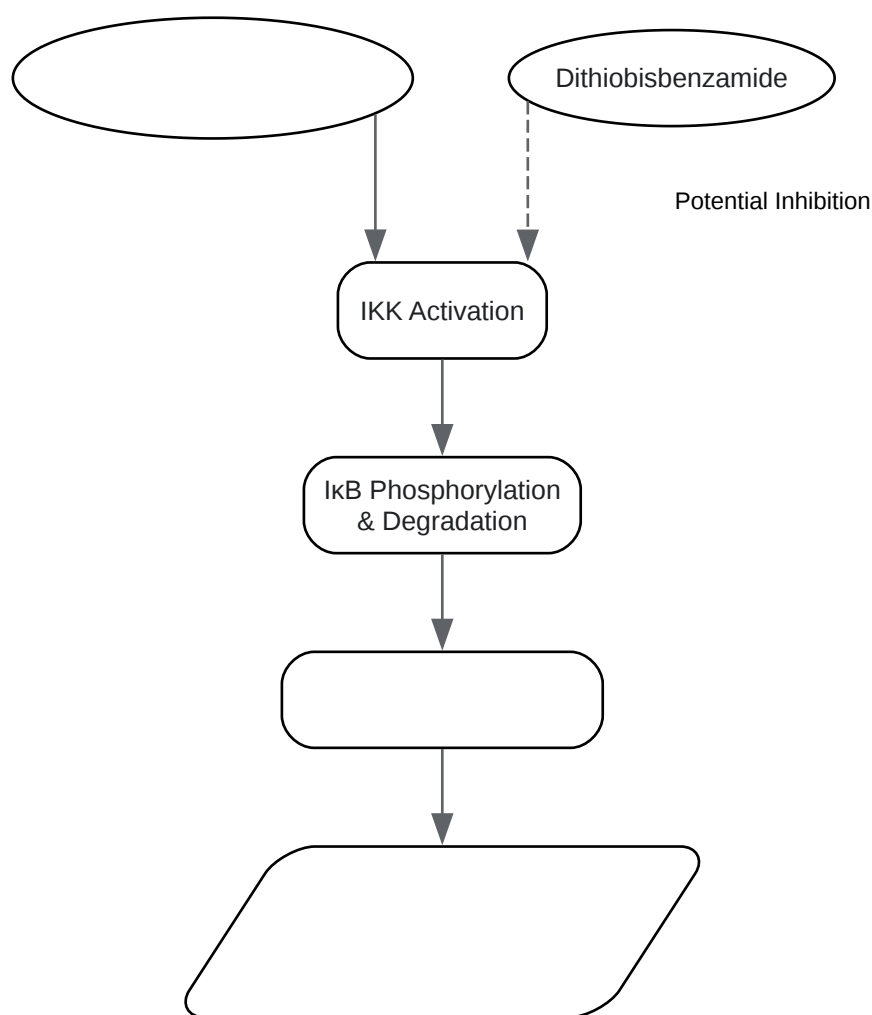 Dithiobisbenzamide
Potential Inhibition
IKK Activation
IκB Phosphorylation
& Degradation